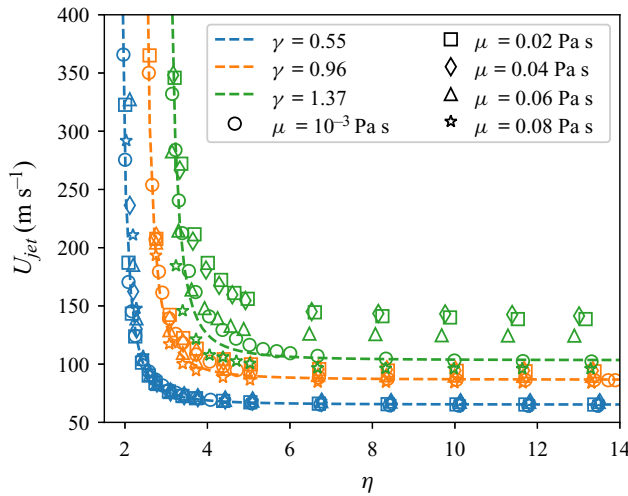 400
350
300
250
200
150
100
50
U_jet (m s⁻¹)
γ = 0.55
γ = 0.96
γ = 1.37
μ = 10⁻³ Pa s
μ = 0.02 Pa s
μ = 0.04 Pa s
μ = 0.06 Pa s
μ = 0.08 Pa s
2 4 6 8 10 12 14
η